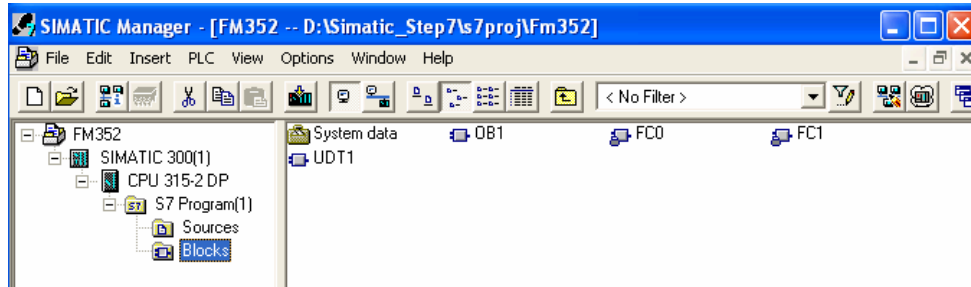 SIMATIC Manager - [FM352 -- D:\Simatic_Step7\s7proj\Fm352]
File Edit Insert PLC View Options Window Help
< No Filter >
FM352
SIMATIC 300(1)
CPU 315-2 DP
S7 Program(1)
Sources
Blocks
System data OB1 FC0 FC1
UDT1